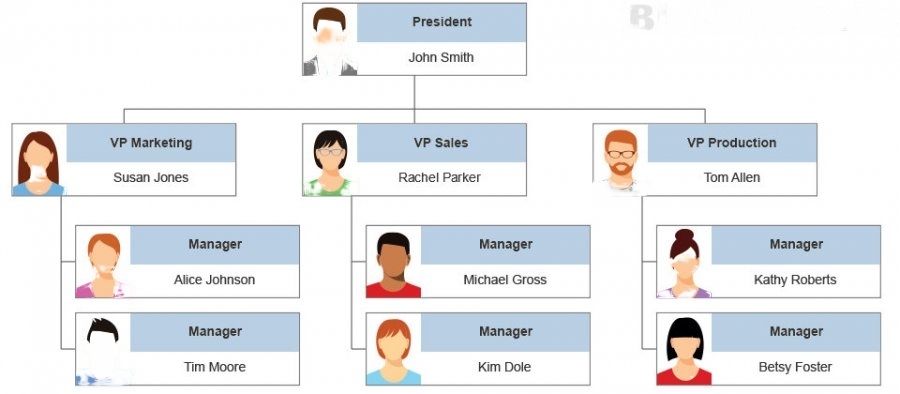 President
John Smith
VP Marketing
Susan Jones
VP Sales
Rachel Parker
VP Production
Tom Allen
Manager
Alice Johnson
Manager
Michael Gross
Manager
Kathy Roberts
Manager
Tim Moore
Manager
Kim Dole
Manager
Betsy Foster